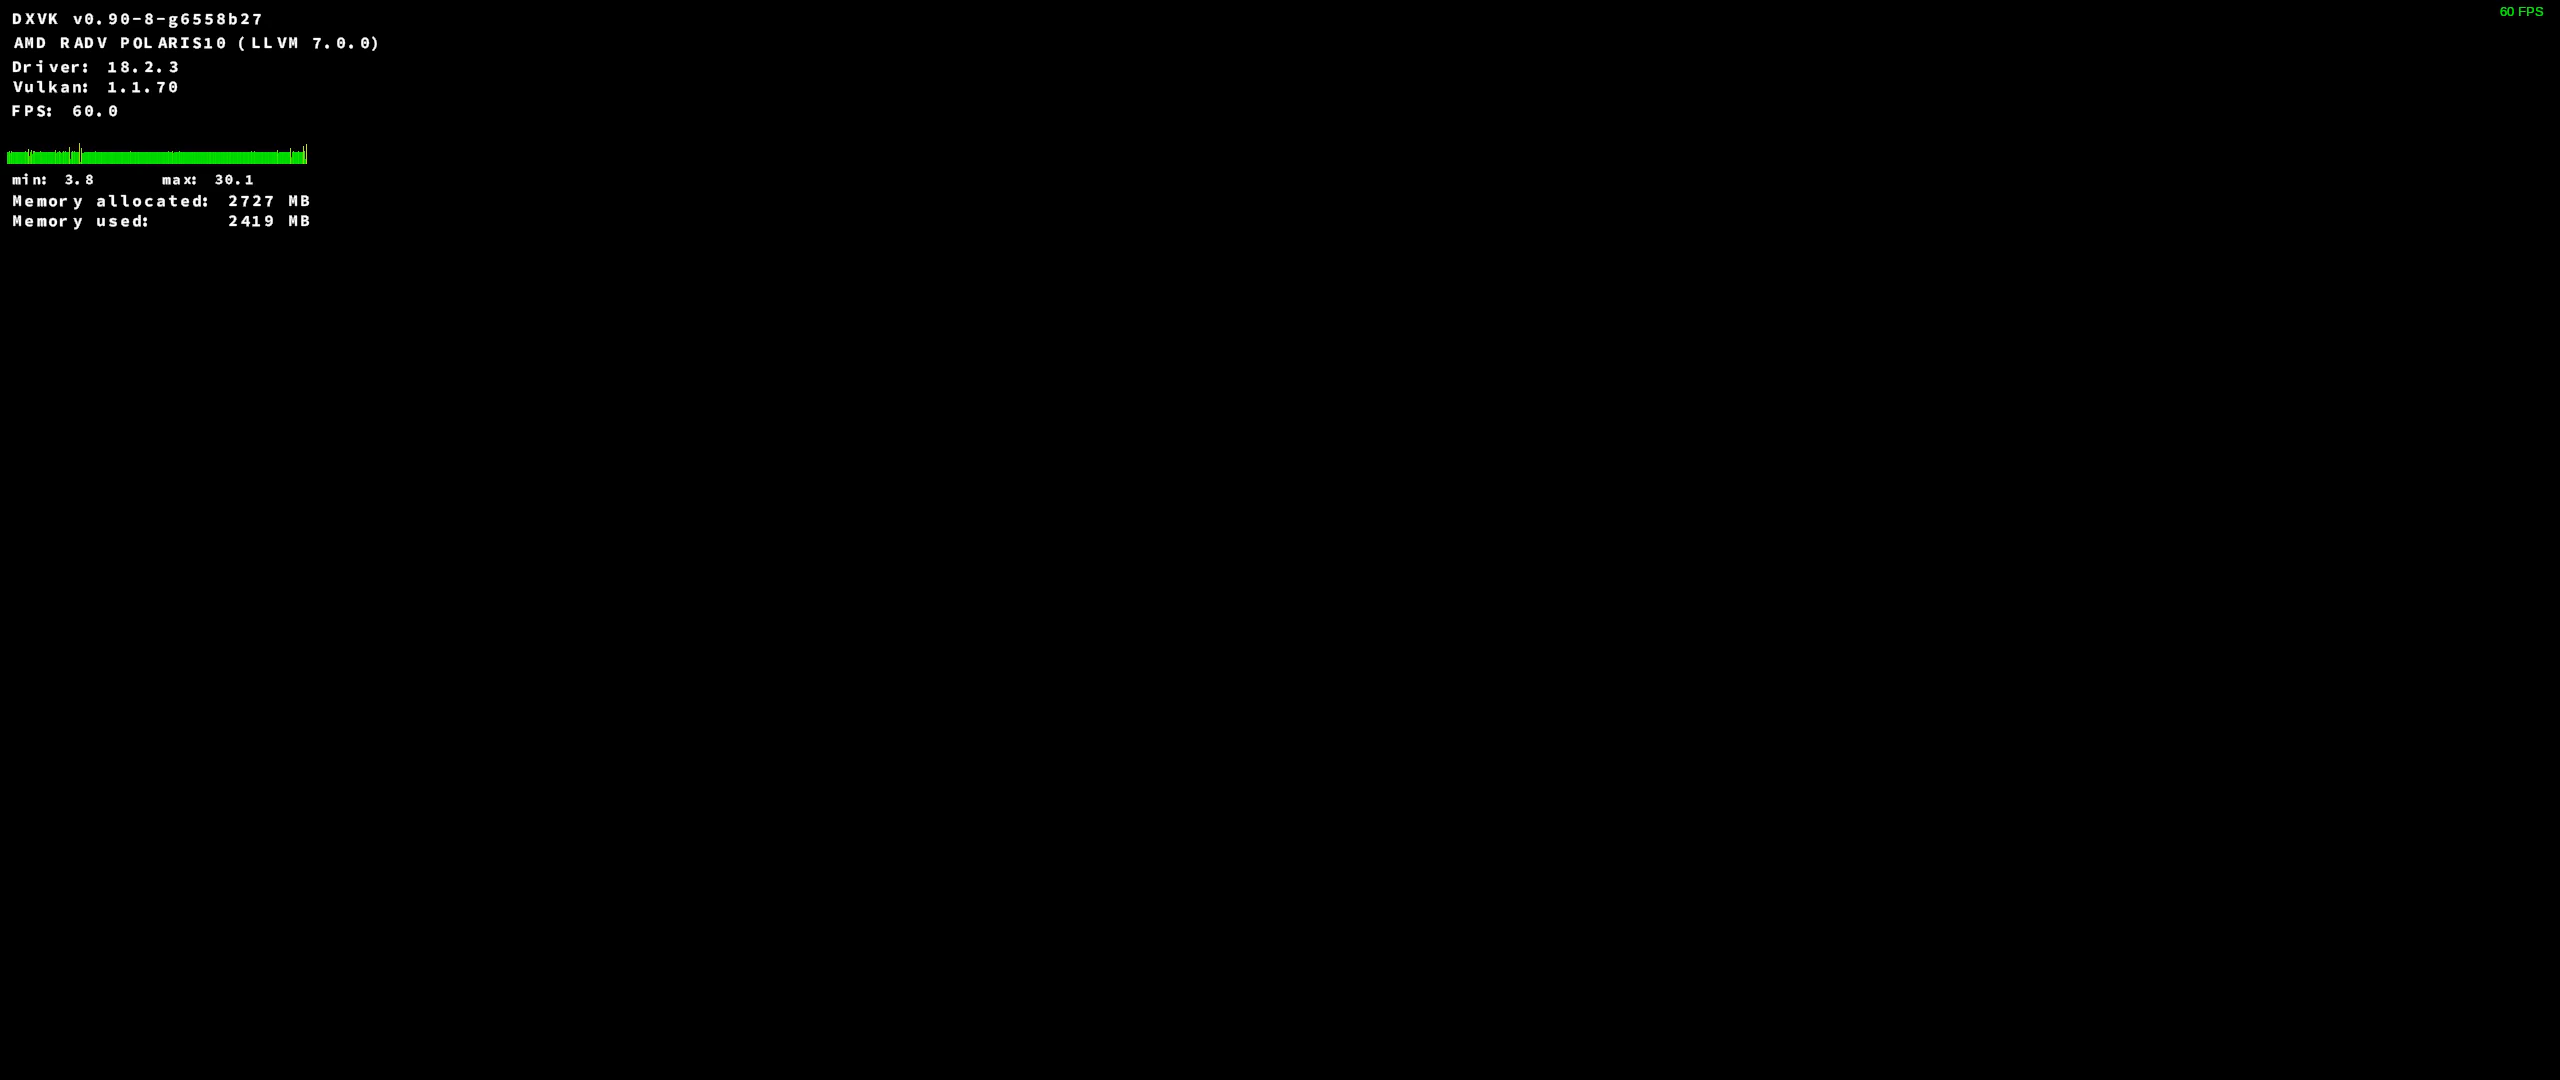 DXVK v0.90-8-g6558b27
60 FPS
AMD RADV POLARIS10 (LLVM 7.0.0)
Driver: 18.2.3
Vulkan: 1.1.70
FPS: 60.0
min: 3.8 max: 30.1
Memory allocated: 2727 MB
Memory used: 2419 MB